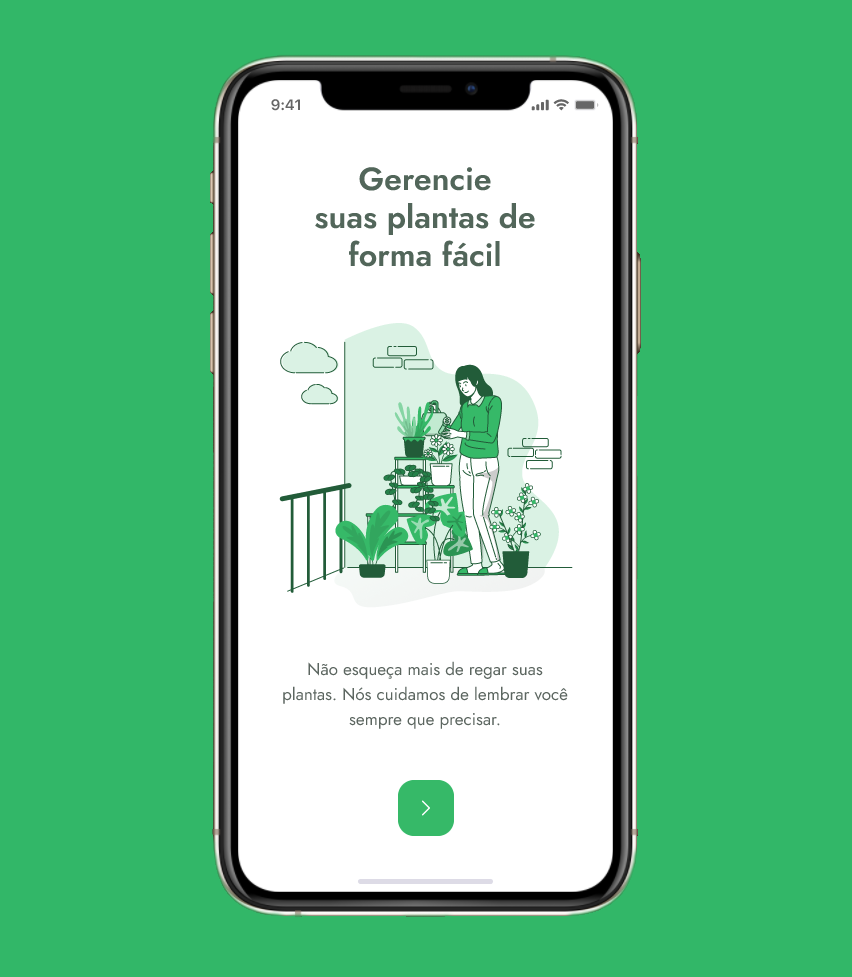 9:41
Gerencie
suas plantas de
forma fácil
Não esqueça mais de regar suas
plantas. Nós cuidamos de lembrar você
sempre que precisar.